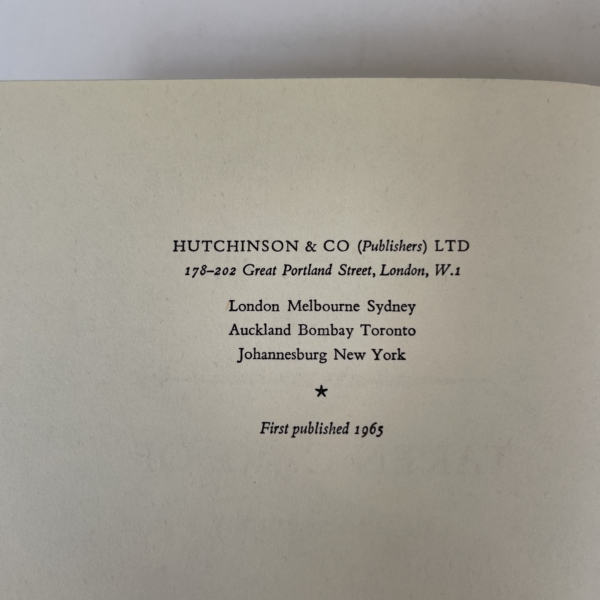 HUTCHINSON & CO (Publishers) LTD
178–202 Great Portland Street, London, W.1
London Melbourne Sydney
Auckland Bombay Toronto
Johannesburg New York
★
First published 1965